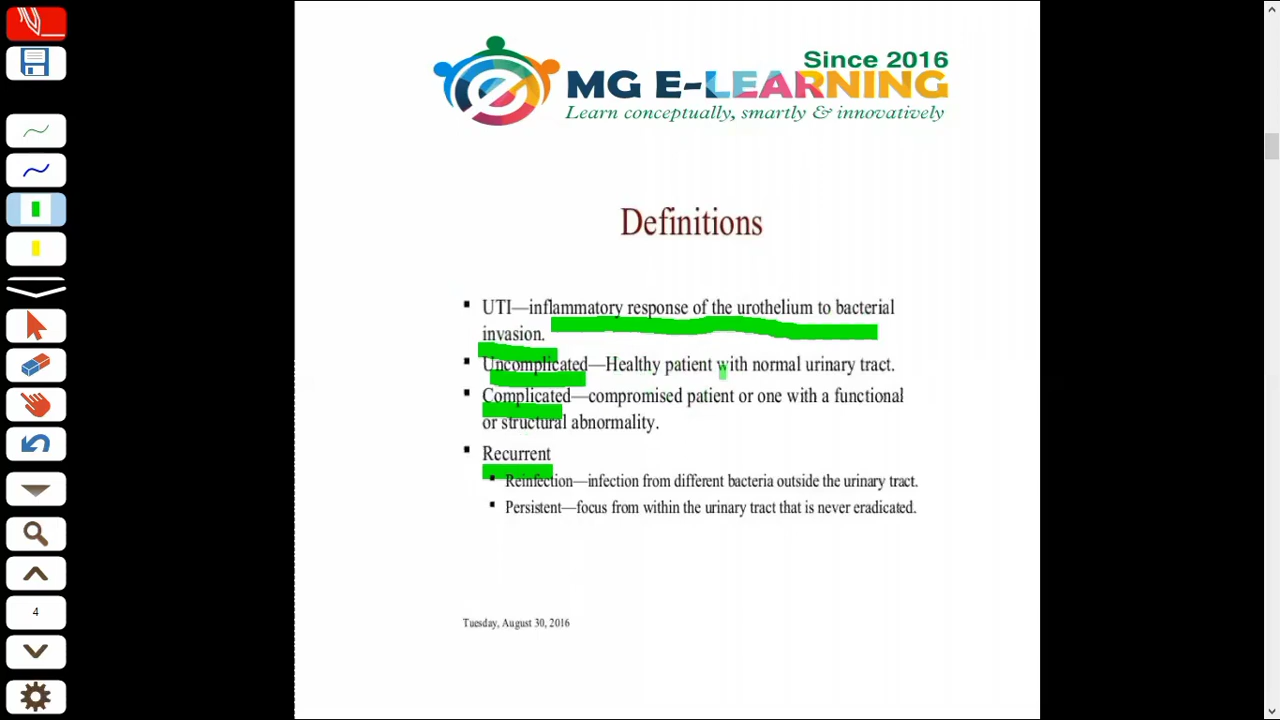 Since 2016
MG E-LEARNING
Learn conceptually, smartly & innovatively
Definitions
▪ UTI—inflammatory response of the urothelium to bacterial
invasion.
▪ Uncomplicated—Healthy patient with normal urinary tract.
▪ Complicated—compromised patient or one with a functional
or structural abnormality.
▪ Recurrent
▪ Reinfection—infection from different bacteria outside the urinary tract.
▪ Persistent—focus from within the urinary tract that is never eradicated.
4
Tuesday, August 30, 2016